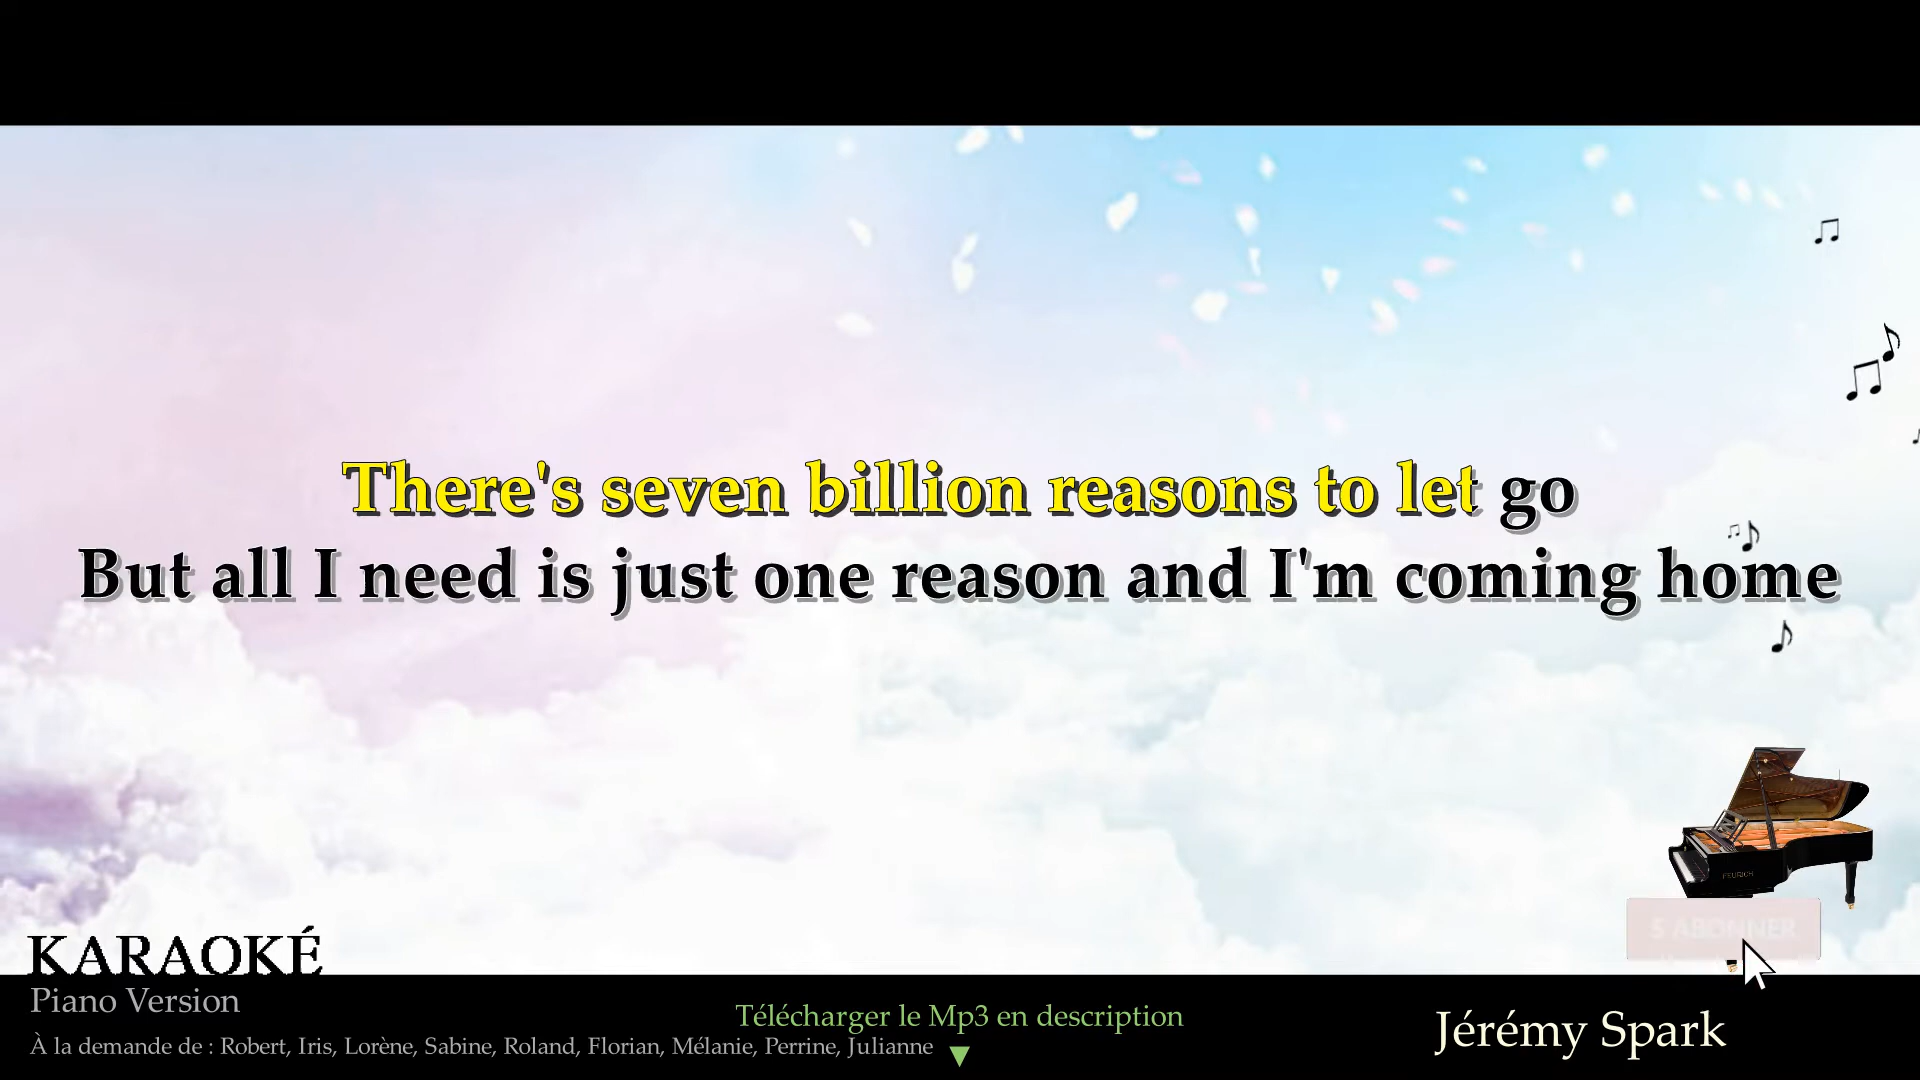 There's seven billion reasons to let go
But all I need is just one reason and I'm coming home
FEURICH
S'ABONNER
KARAOKÉ
Piano Version
Télécharger le Mp3 en description
À la demande de : Robert, Iris, Lorène, Sabine, Roland, Florian, Mélanie, Perrine, Julianne
Jérémy Spark